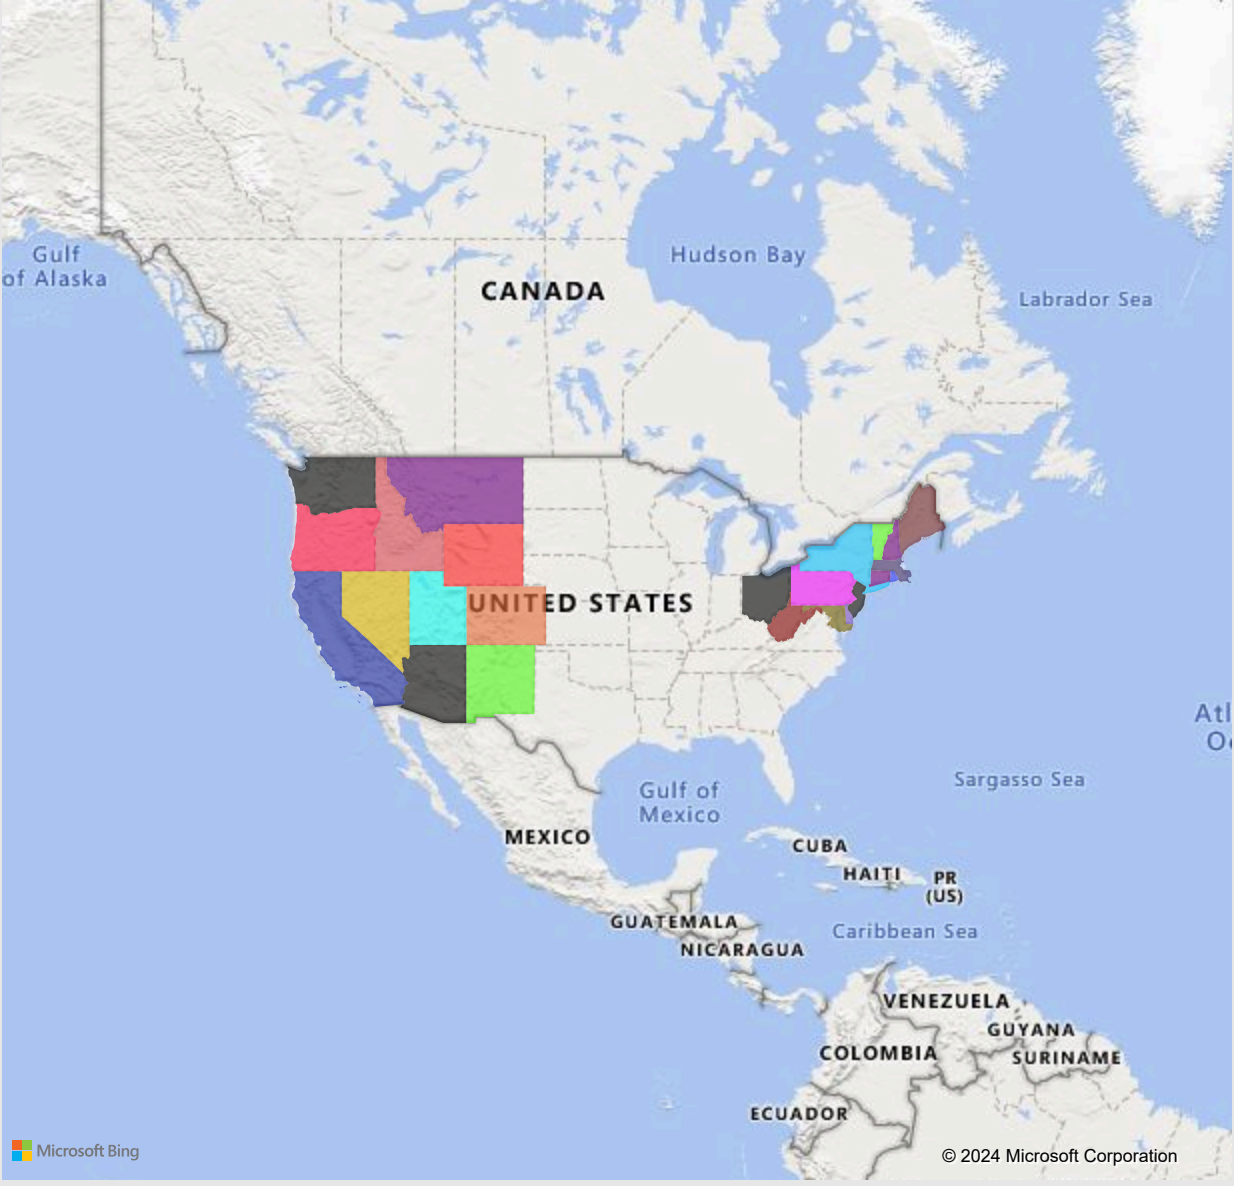 Gulf
of Alaska
Hudson Bay
CANADA
Labrador Sea
UNITED STATES
Atl
Sargasso Sea
Gulf of
Mexico
MEXICO
CUBA
HAITI
PR
(US)
GUATEMALA
Caribbean Sea
NICARAGUA
VENEZUELA
GUYANA
COLOMBIA
SURINAME
ECUADOR
Microsoft Bing
© 2024 Microsoft Corporation